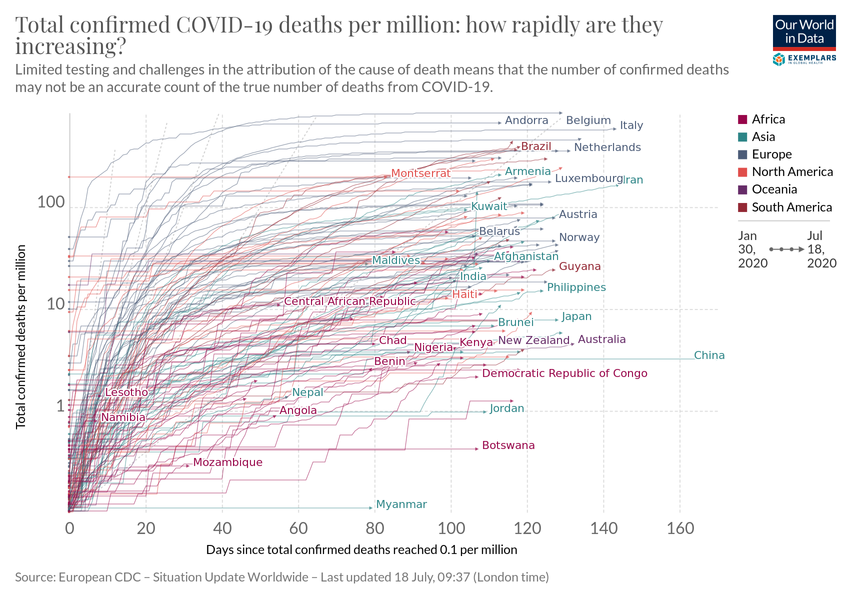 Total confirmed COVID-19 deaths per million: how rapidly are they
increasing?
Limited testing and challenges in the attribution of the cause of death means that the number of confirmed deaths
may not be an accurate count of the true number of deaths from COVID-19.
Our World
in Data
EXEMPLARS
IN GLOBAL HEALTH
Africa
Asia
Europe
North America
Oceania
South America
Jan
30,
2020
Jul
18,
2020
Total confirmed deaths per million
100
10
1
Andorra
Belgium
Italy
Brazil
Netherlands
Montserrat
Armenia
Luxembourg
Iran
Kuwait
Austria
Belarus
Norway
Maldives
Afghanistan
Guyana
India
Philippines
Haiti
Central African Republic
Japan
Brunei
Chad
Nigeria
Kenya
New Zealand
Australia
China
Benin
Democratic Republic of Congo
Lesotho
Nepal
Namibia
Angola
Jordan
Botswana
Mozambique
Myanmar
0
20
40
60
80
100
120
140
160
Days since total confirmed deaths reached 0.1 per million
Source: European CDC – Situation Update Worldwide – Last updated 18 July, 09:37 (London time)